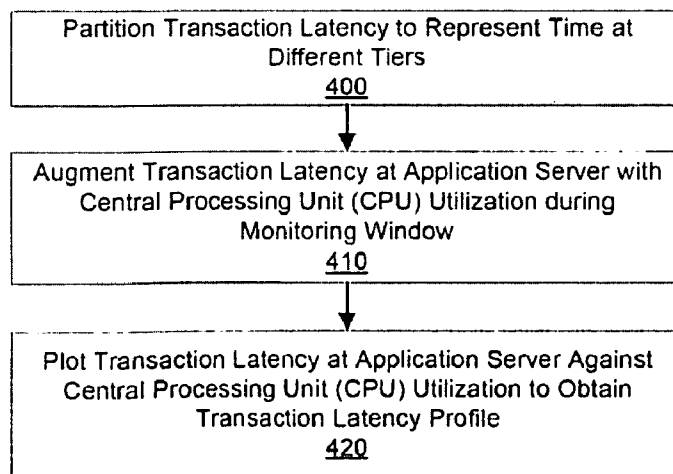 Partition Transaction Latency to Represent Time at
Different Tiers
400
Augment Transaction Latency at Application Server with
Central Processing Unit (CPU) Utilization during
Monitoring Window
410
Plot Transaction Latency at Application Server Against
Central Processing Unit (CPU) Utilization to Obtain
Transaction Latency Profile
420